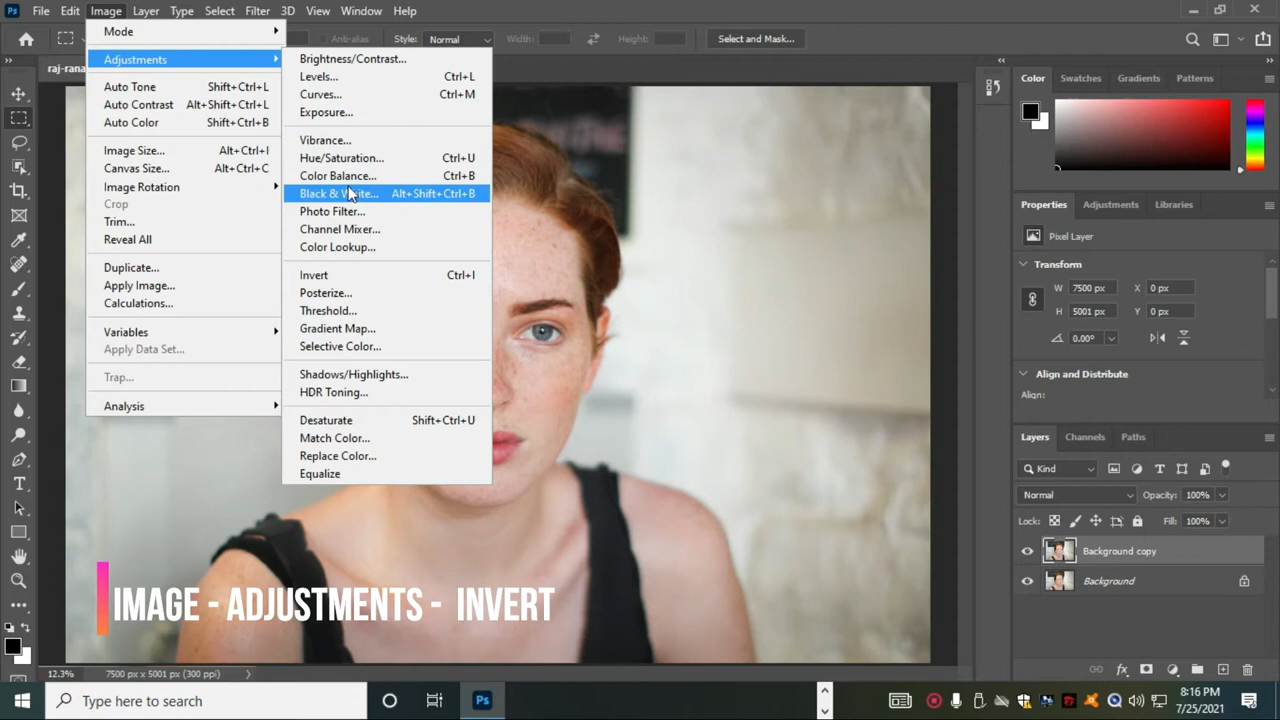 Ps File Edit Image Layer Type Select Filter 3D View Window Help
Anti-alias Style: Normal Width: Height: Select and Mask...
raj-rana
Mode
Adjustments
Auto Tone Shift+Ctrl+L
Auto Contrast Alt+Shift+Ctrl+L
Auto Color Shift+Ctrl+B
Image Size... Alt+Ctrl+I
Canvas Size... Alt+Ctrl+C
Image Rotation
Crop
Trim...
Reveal All
Duplicate...
Apply Image...
Calculations...
Variables
Apply Data Set...
Trap...
Analysis
Brightness/Contrast...
Levels... Ctrl+L
Curves... Ctrl+M
Exposure...
Vibrance...
Hue/Saturation... Ctrl+U
Color Balance... Ctrl+B
Black & White... Alt+Shift+Ctrl+B
Photo Filter...
Channel Mixer...
Color Lookup...
Invert Ctrl+I
Posterize...
Threshold...
Gradient Map...
Selective Color...
Shadows/Highlights...
HDR Toning...
Desaturate Shift+Ctrl+U
Match Color...
Replace Color...
Equalize
IMAGE - ADJUSTMENTS - INVERT
Color Swatches Gradients Patterns
Properties Adjustments Libraries
Pixel Layer
Transform
W 7500 px X 0 px
H 5001 px Y 0 px
0.00°
Align and Distribute
Align:
Layers Channels Paths
Kind
Normal Opacity: 100%
Lock: Fill: 100%
Background copy
Background
12.3% 7500 px x 5001 px (300 ppi)
Type here to search
Ps
8:16 PM
7/25/2021